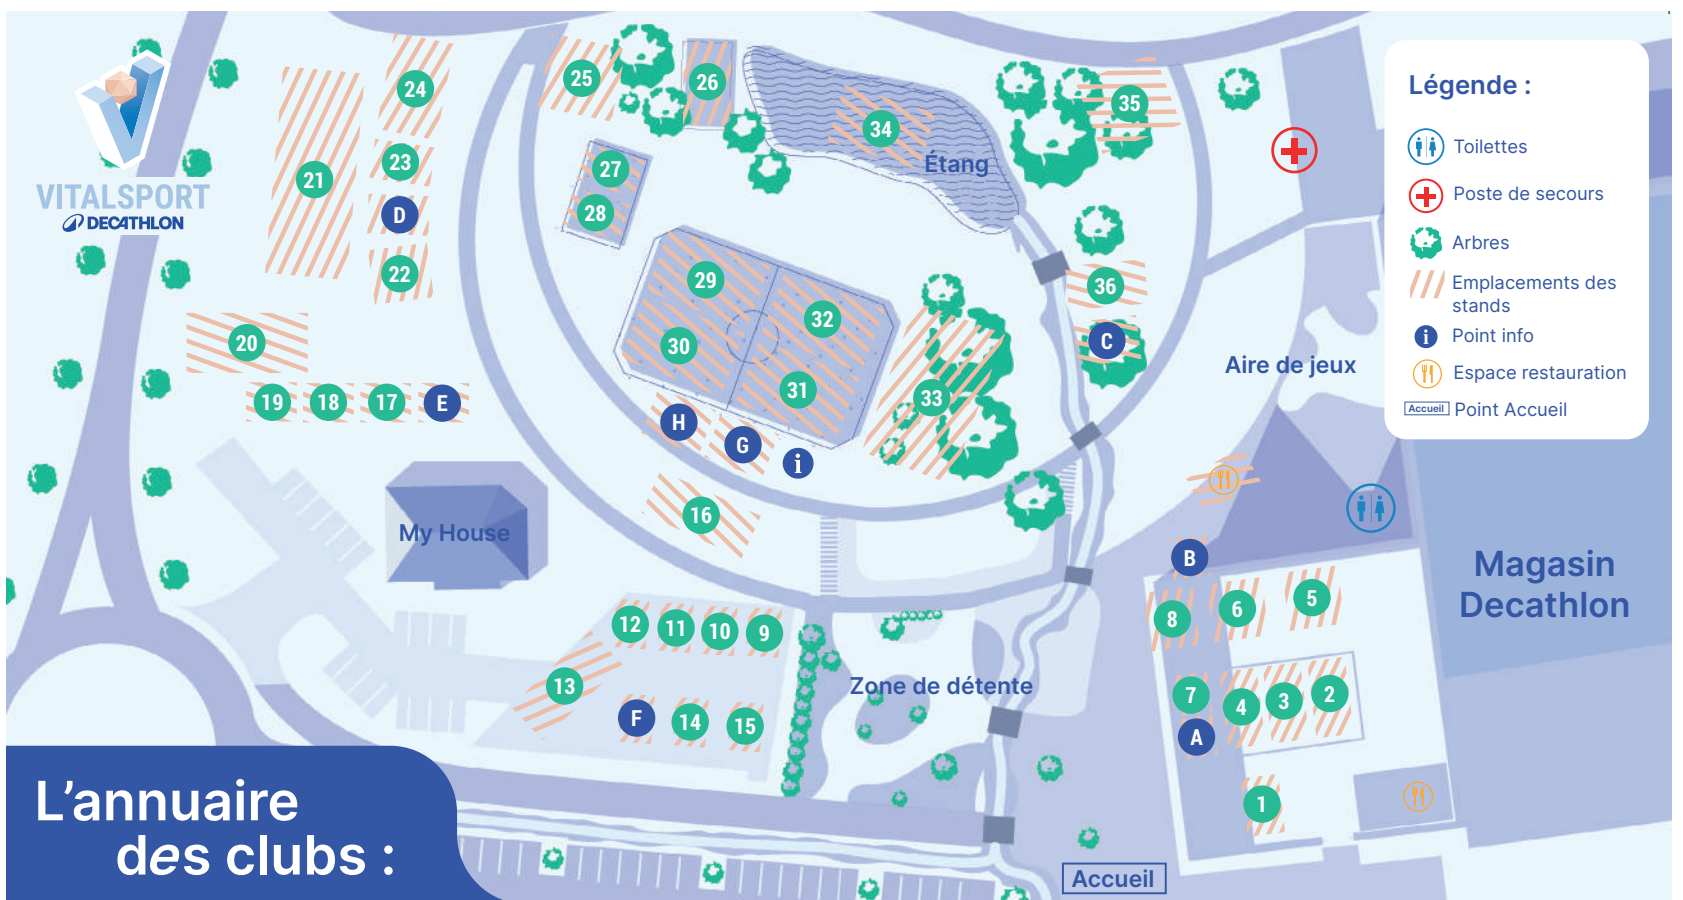 VITALSPORT
DECATHLON
25
26
24
23
21
D
22
20
19
18
17
E
27
28
34
Étang
35
29
32
30
31
33
36
C
H
G
i
16
My House
Aire de jeux
Légende :
Toilettes
Poste de secours
Arbres
Emplacements des
stands
i Point info
Espace restauration
Accueil Point Accueil
B
8
6
5
Magasin
Decathlon
7
4
3
2
A
1
12
11
10
9
13
F
14
15
Zone de détente
Accueil
L’annuaire
des clubs :